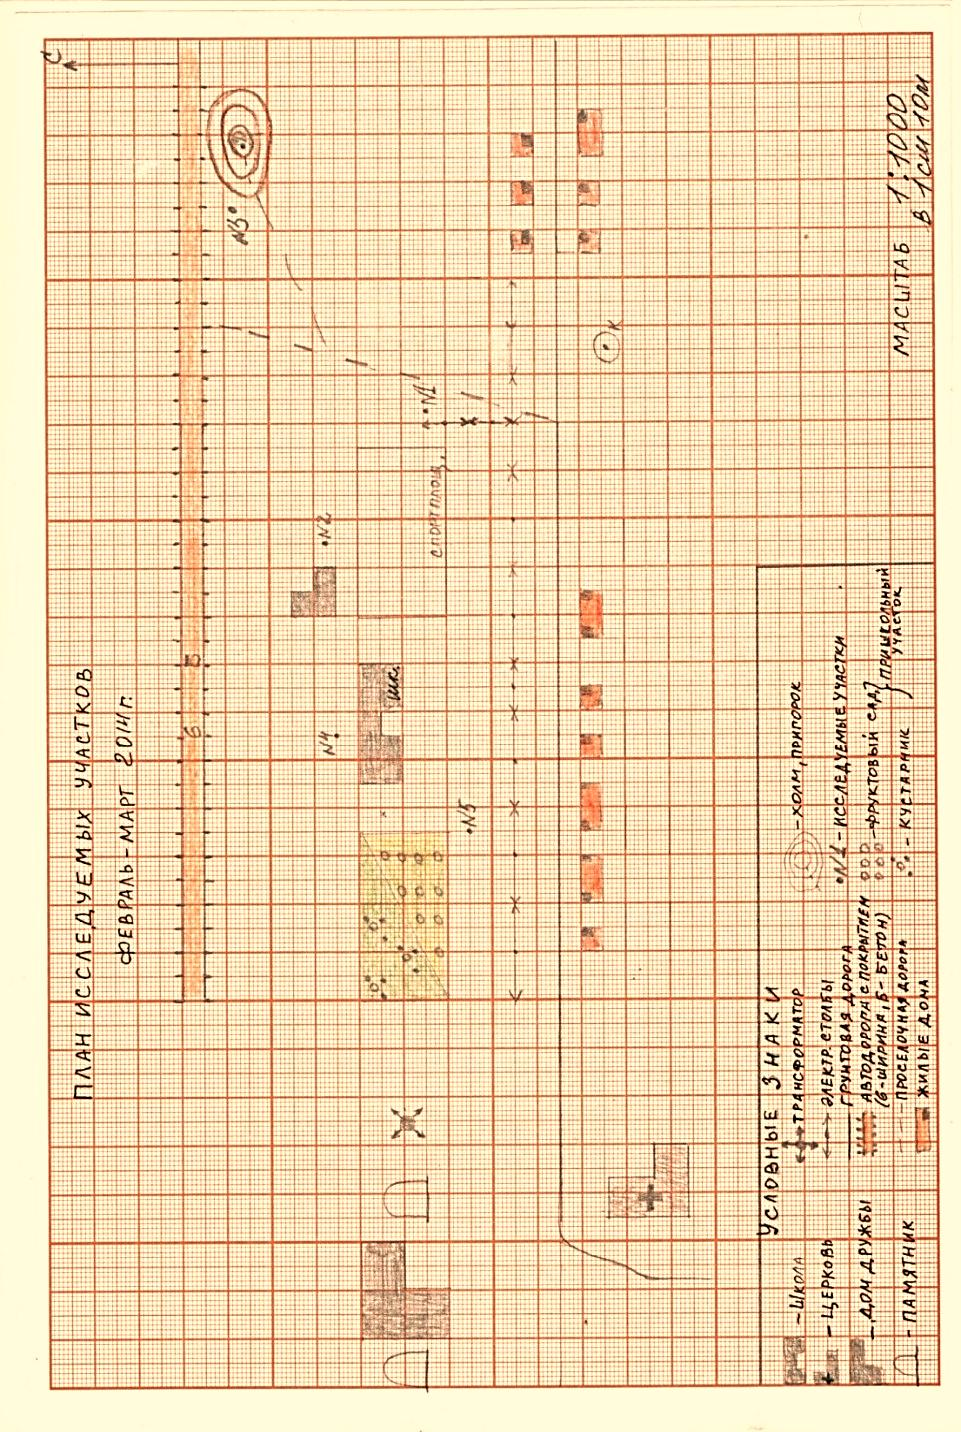 ПЛАН ИССЛЕДУЕМЫХ УЧАСТКОВ
ФЕВРАЛЬ-МАРТ 2014 г.
С
6
Б
№3
№2
№4
№1
№5
СПОРТПЛОЩ.
шк.
К
МАСШТАБ 1:1000
В 1см 10м
УСЛОВНЫЕ ЗНАКИ
-ШКОЛА
- ЦЕРКОВЬ
- ДОМ ДРУЖБЫ
- ПАМЯТНИК
-ТРАНСФОРМАТОР
-ЭЛЕКТР. СТОЛБЫ
ГРУНТОВАЯ ДОРОГА
АВТОДОРОГА С ПОКРЫТИЕМ
(6-ШИРИНА, Б- БЕТОН)
-ПРОСЕЛОЧНАЯ ДОРОГА
ЖИЛЫЕ ДОМА
-ХОЛМ, ПРИГОРОК
№1-ИССЛЕДУЕМЫЕ УЧАСТКИ
-ФРУКТОВЫЙ САД
- КУСТАРНИК
ПРИШКОЛЬНЫЙ
УЧАСТОК